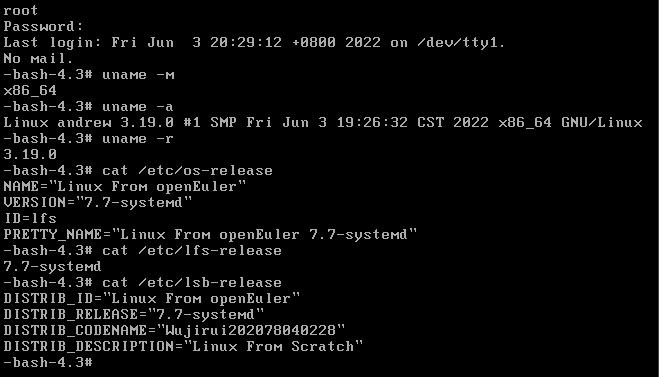 root
Password:
Last login: Fri Jun  3 20:29:12 +0800 2022 on /dev/tty1.
No mail.
-bash-4.3# uname -m
x86_64
-bash-4.3# uname -a
Linux andrew 3.19.0 #1 SMP Fri Jun 3 19:26:32 CST 2022 x86_64 GNU/Linux
-bash-4.3# uname -r
3.19.0
-bash-4.3# cat /etc/os-release
NAME="Linux From openEuler"
VERSION="7.7-systemd"
ID=lfs
PRETTY_NAME="Linux From openEuler 7.7-systemd"
-bash-4.3# cat /etc/lfs-release
7.7-systemd
-bash-4.3# cat /etc/lsb-release
DISTRIB_ID="Linux From openEuler"
DISTRIB_RELEASE="7.7-systemd"
DISTRIB_CODENAME="Wujirui202078040228"
DISTRIB_DESCRIPTION="Linux From Scratch"
-bash-4.3#